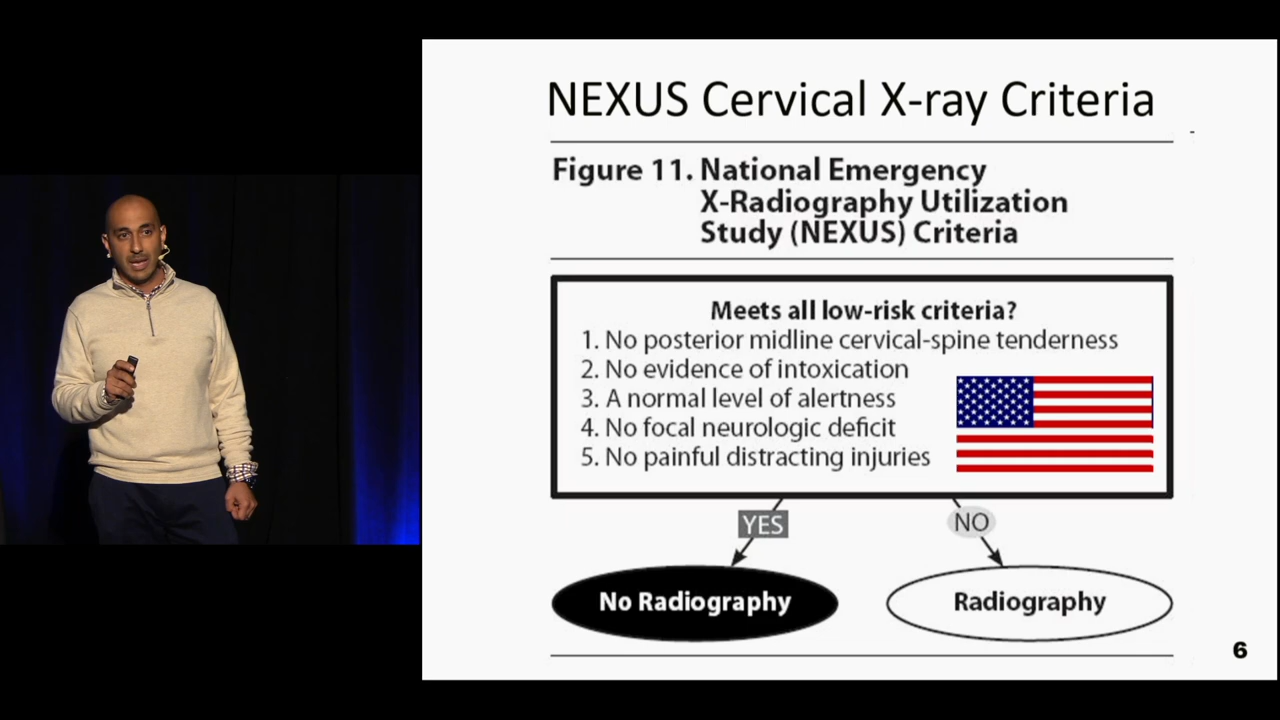 NEXUS Cervical X-ray Criteria
Figure 11. National Emergency
X-Radiography Utilization
Study (NEXUS) Criteria
Meets all low-risk criteria?
1. No posterior midline cervical-spine tenderness
2. No evidence of intoxication
3. A normal level of alertness
4. No focal neurologic deficit
5. No painful distracting injuries
YES
NO
No Radiography
Radiography
6